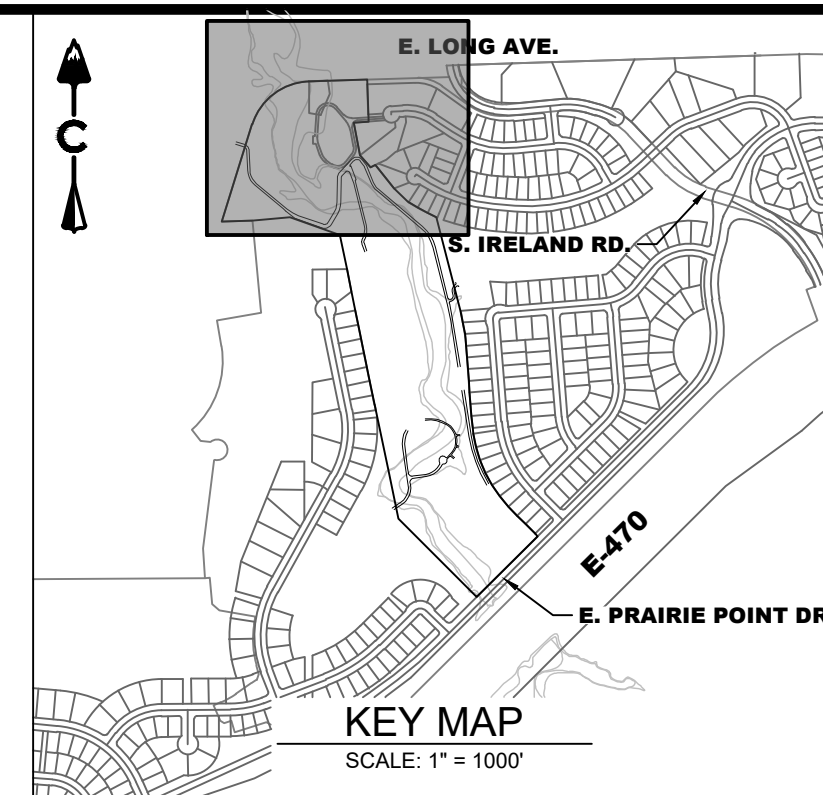 E. LONG AVE.
C
S. IRELAND RD.
E-470
E. PRAIRIE POINT DR
KEY MAP
SCALE: 1" = 1000'